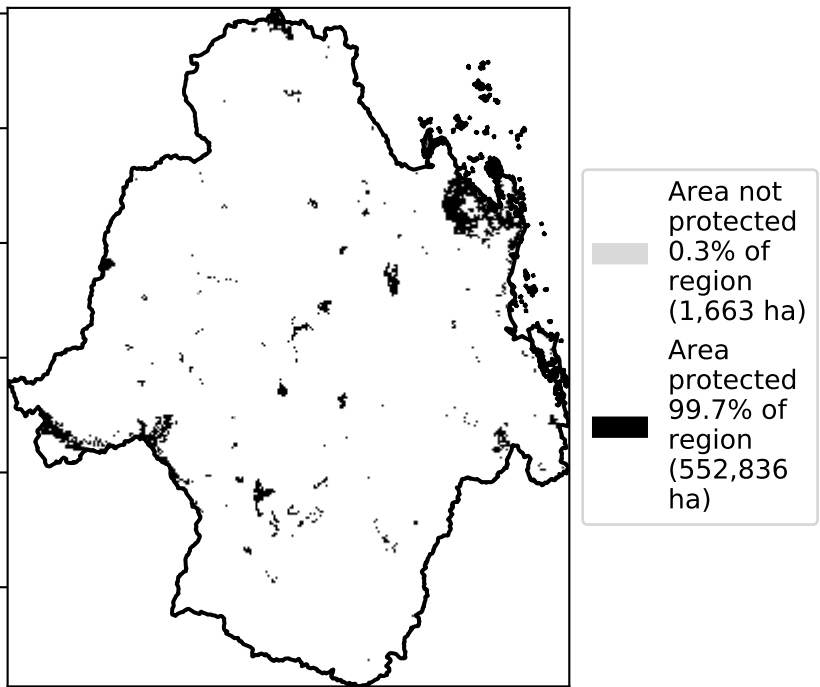 Area not
protected
0.3% of
region
(1,663 ha)
Area
protected
99.7% of
region
(552,836
ha)